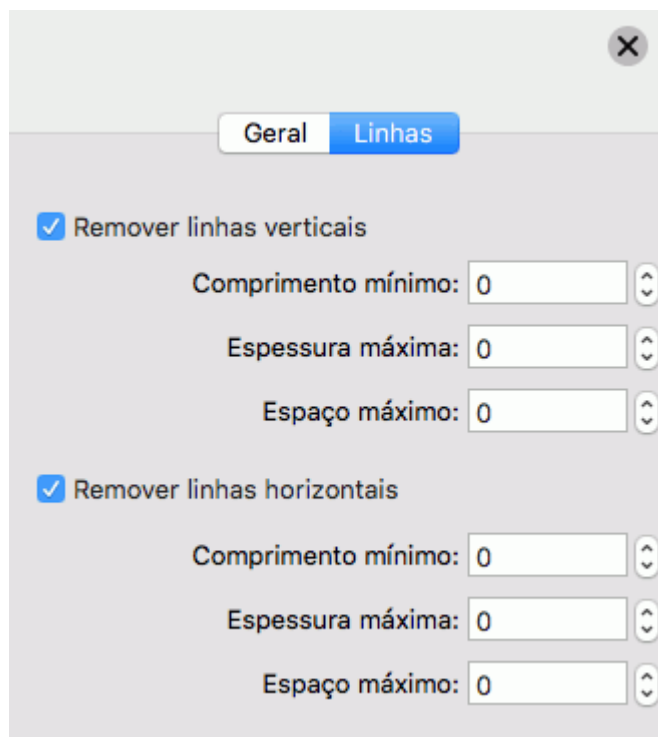 Geral Linhas
Remover linhas verticais
Comprimento mínimo: 0
Espessura máxima: 0
Espaço máximo: 0
Remover linhas horizontais
Comprimento mínimo: 0
Espessura máxima: 0
Espaço máximo: 0